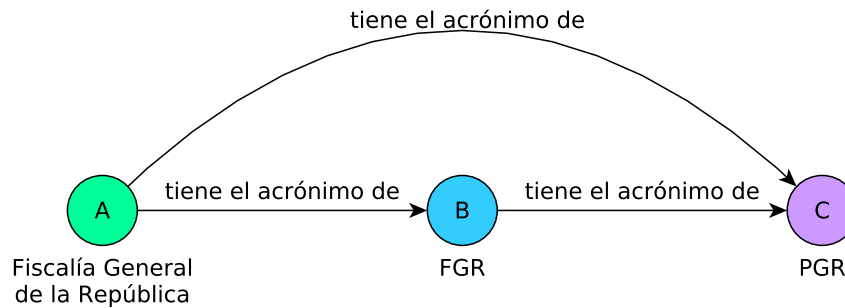 tiene el acrónimo de
tiene el acrónimo de
tiene el acrónimo de
A
B
C
Fiscalía General
de la República
FGR
PGR